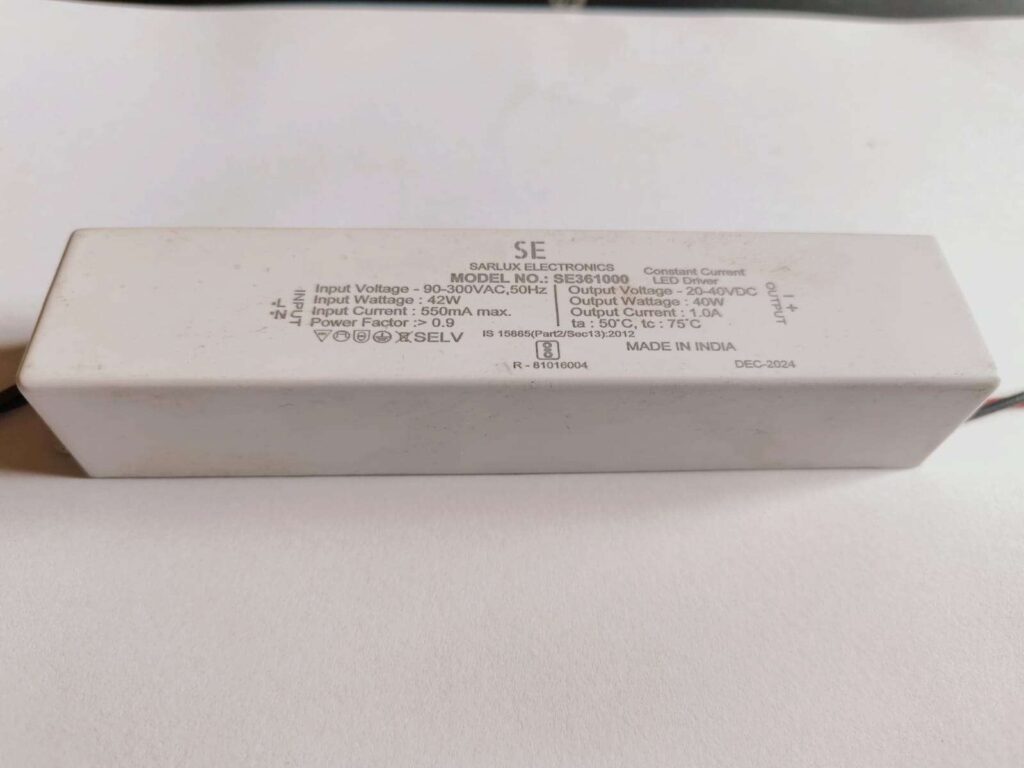 SE
SARLUX ELECTRONICS
MODEL NO.: SE361000
Constant Current
LED Driver
INPUT
-N-
Input Voltage - 90-300VAC,50Hz
Input Wattage : 42W
Input Current : 550mA max.
Power Factor :> 0.9
SELV
Output Voltage - 20-40VDC
Output Wattage : 40W
Output Current : 1.0A
ta : 50°C, tc : 75°C
OUTPUT
I +
IS 15885(Part2/Sec13):2012
R - 81016004
MADE IN INDIA
DEC-2024